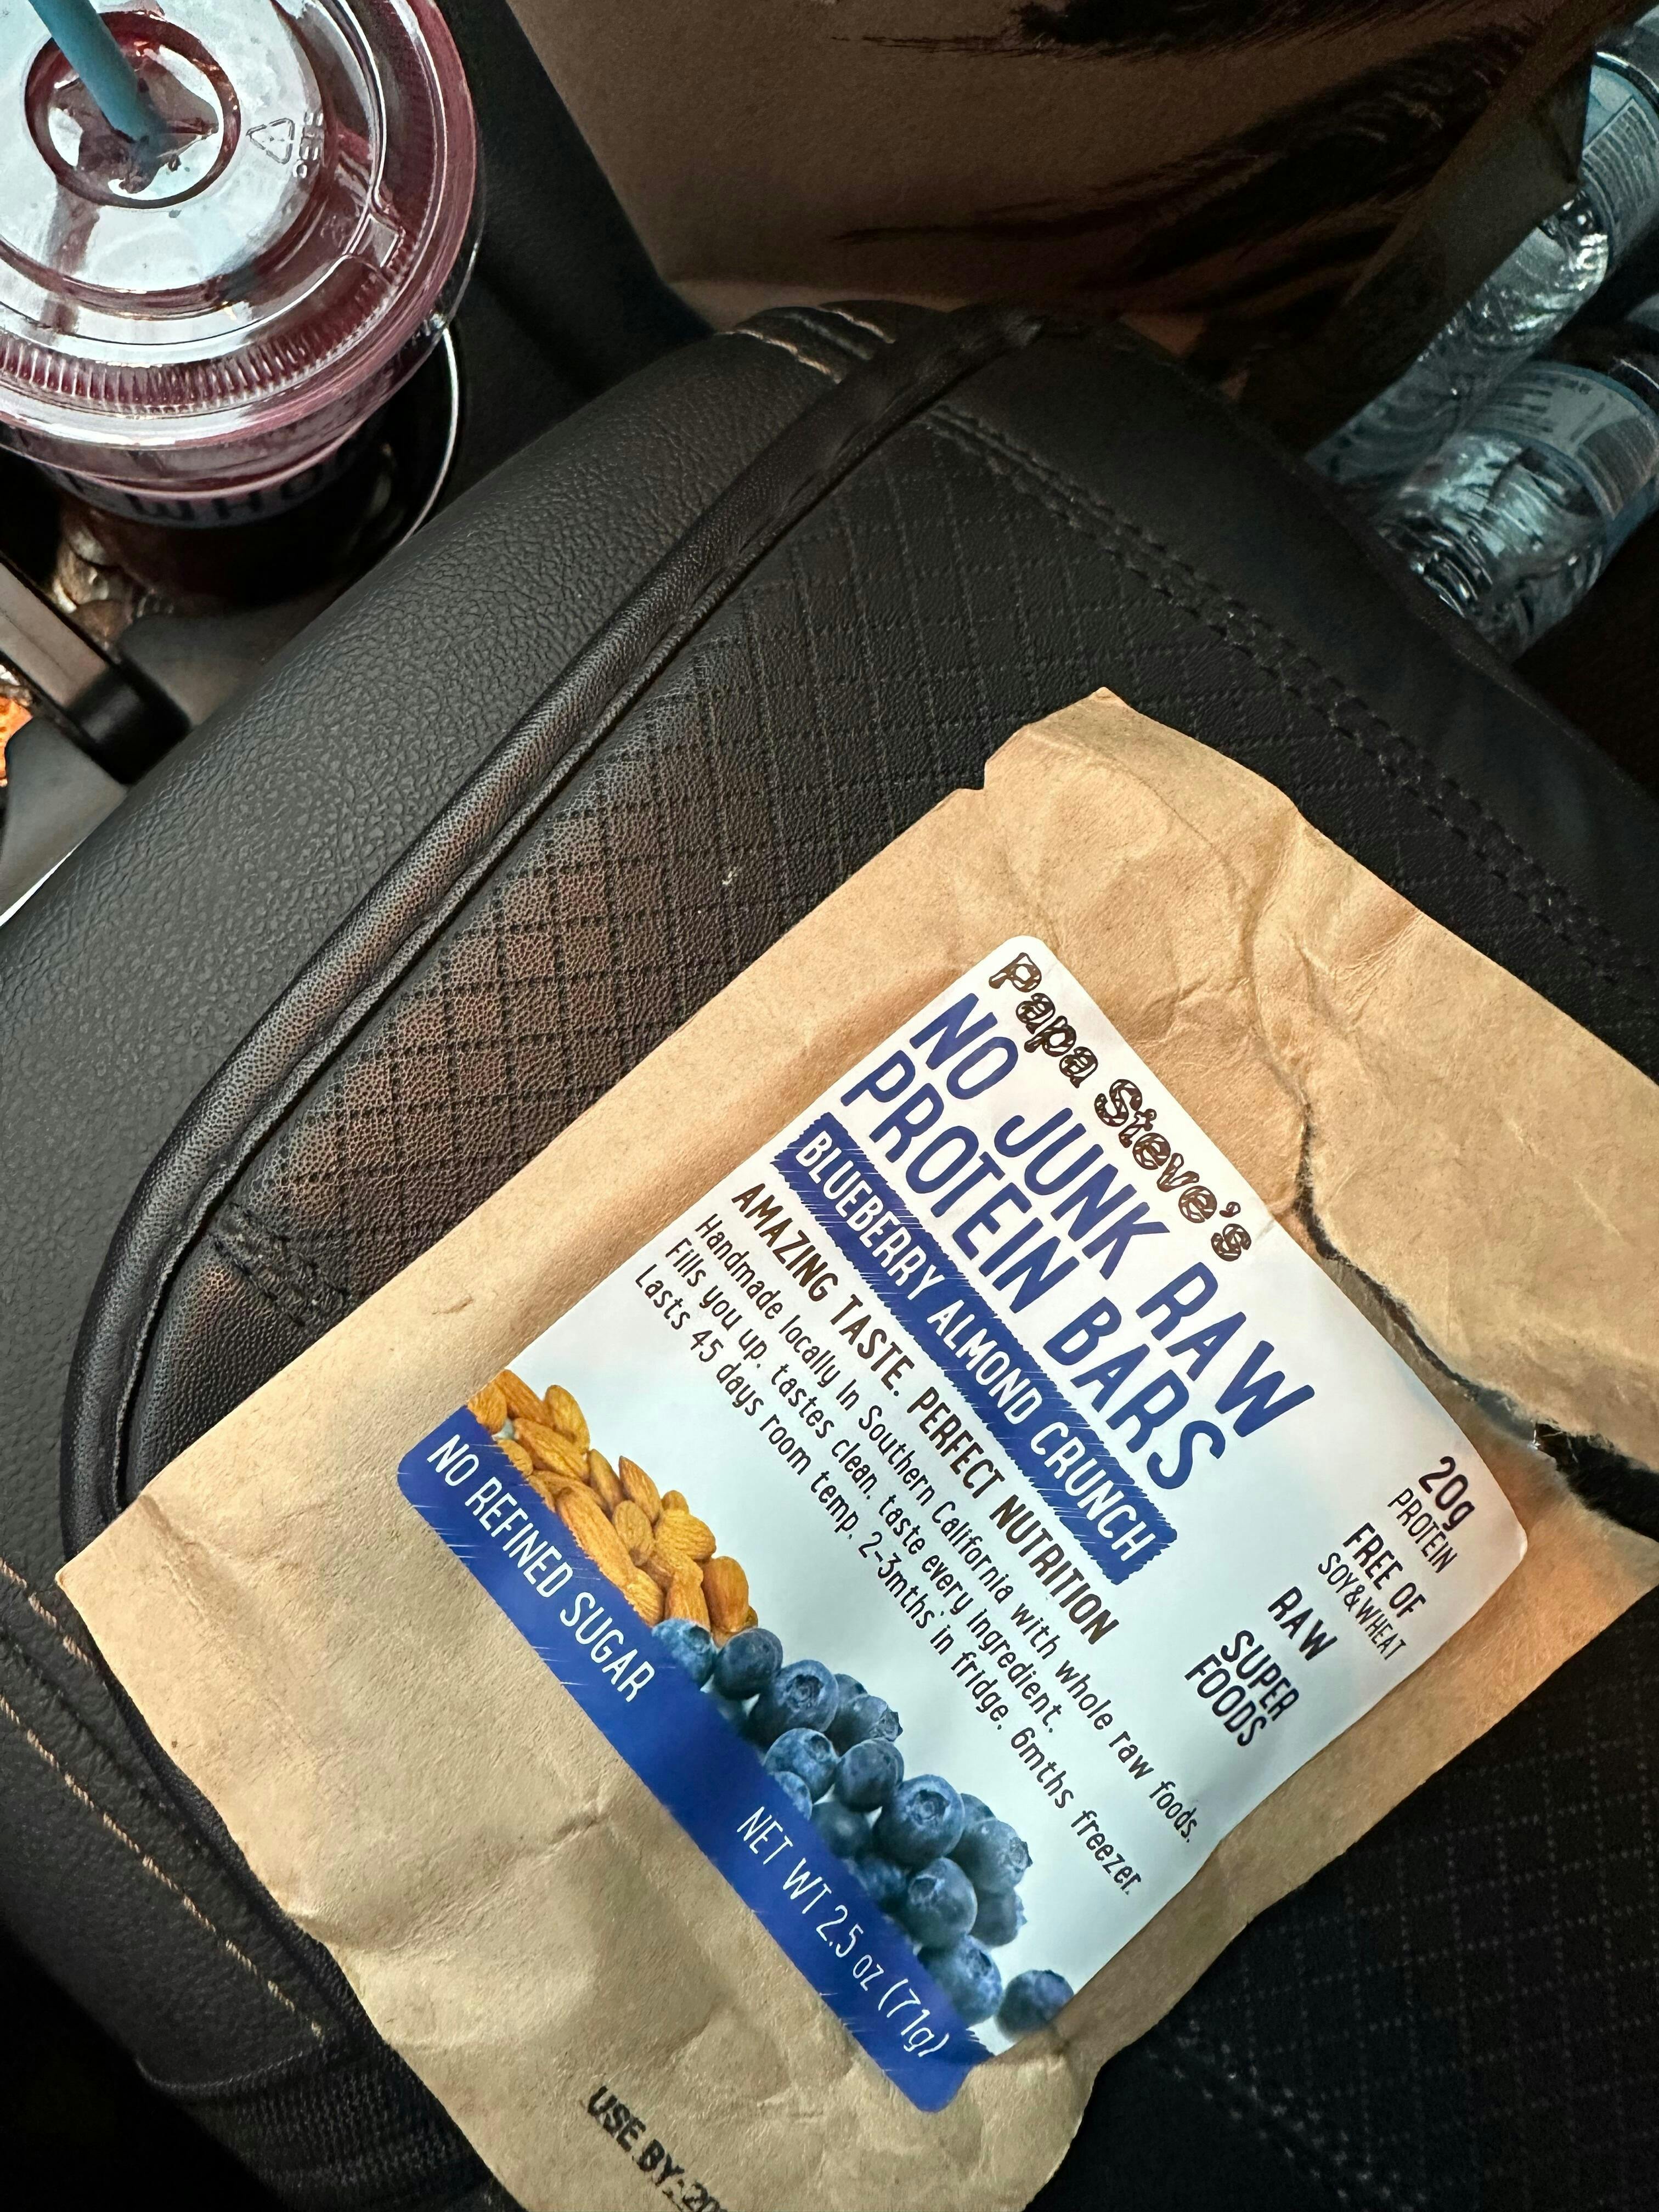 PETE
Papa Steve's
NO JUNK RAW
PROTEIN BARS
BLUEBERRY ALMOND CRUNCH
AMAZING TASTE. PERFECT NUTRITION
Handmade locally In Southern California with whole raw foods.
Fills you up, tastes clean, taste every ingredient.
Lasts 45 days room temp, 2-3mths in fridge, 6mths freezer.
20g
PROTEIN
FREE OF
SOY&WHEAT
RAW
SUPER
FOODS
NO REFINED SUGAR
NET WT 2.5 oz (71g)
USE BY: